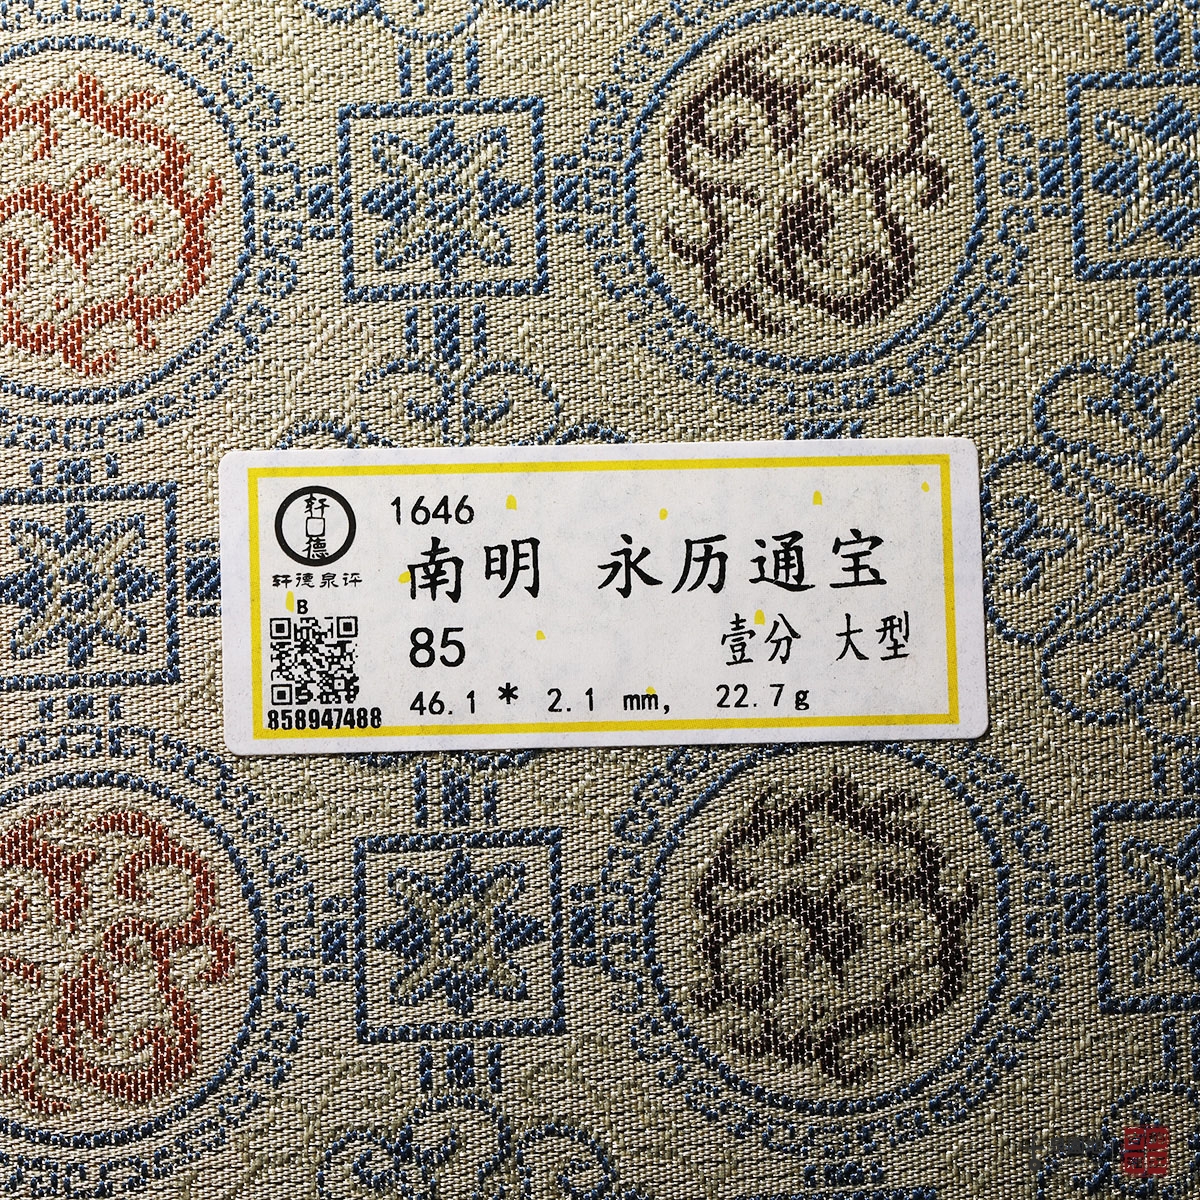 轩德
轩德泉评
B
858947488
1646
南明 永历通宝
85
壹分 大型
46.1 * 2.1 mm, 22.7g